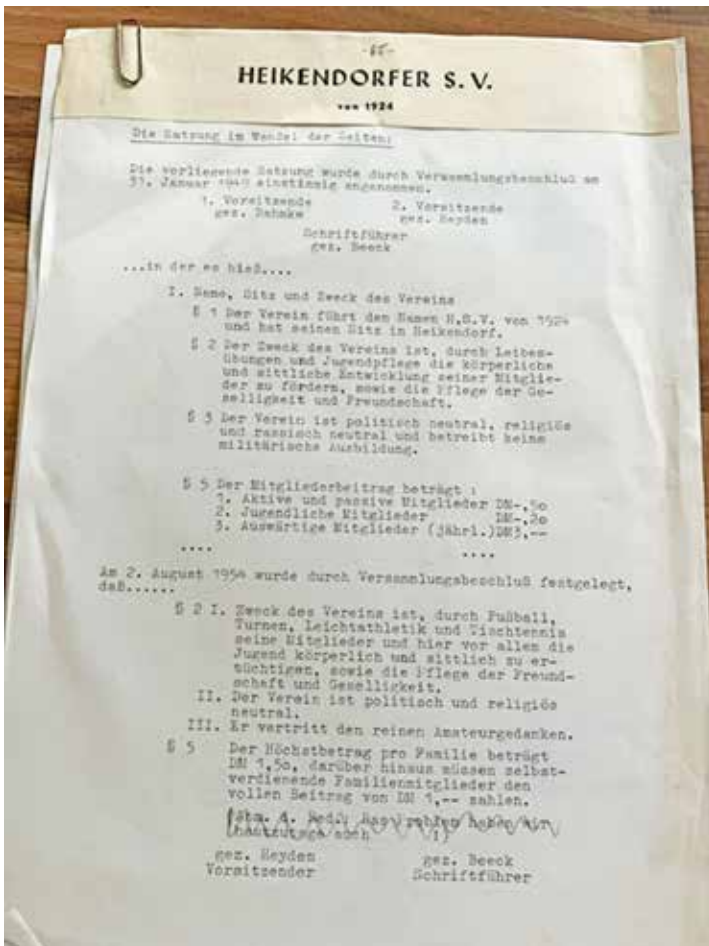 -65-
HEIKENDORFER S. V.
von 1924
Die Satzung im Wandel der Zeiten:
Die vorliegende Satzung wurde durch Versammlungsbeschluß am
31. Januar 1949 einstimmig angenommen.
1. Vorsitzende 2. Vorsitzende
gez. Dahmke gez. Heyden
Schriftführer
gez. Beeck
...in der es hieß....
I. Name, Sitz und Zweck des Vereins
§ 1 Der Verein führt den Namen H.S.V. von 1924
und hat seinen Sitz in Heikendorf.
§ 2 Der Zweck des Vereins ist, durch Leibes-
übungen und Jugendpflege die körperliche
und sittliche Entwicklung seiner Mitglie-
der zu fördern, sowie die Pflege der Ge-
selligkeit und Freundschaft.
§ 3 Der Verein ist politisch neutral, religiös
und rassisch neutral und betreibt keine
militärische Ausbildung.
§ 5 Der Mitgliederbeitrag beträgt :
1. Aktive und passive Mitglieder DM-,50
2. Jugendliche Mitglieder DM-,20
3. Auswärtige Mitglieder (jährl.)DM3,--
.... ....
Am 2. August 1954 wurde durch Versammlungsbeschluß festgelegt,
daß......
§ 2 I. Zweck des Vereins ist, durch Fußball,
Turnen, Leichtathletik und Tischtennis
seine Mitglieder und hier vor allem die
Jugend körperlich und sittlich zu er-
tüchtigen, sowie die Pflege der Freund-
schaft und Geselligkeit.
II. Der Verein ist politisch und religiös
neutral.
III. Er vertritt den reinen Amateurgedanken.
§ 5 Der Höchstbetrag pro Familie beträgt
DM 1,50, darüber hinaus müssen selbst-
verdienende Familienmitglieder den
vollen Beitrag von DM 1,-- zahlen.
haben wir
heutzutage noch !)
gez. Heyden gez. Beeck
Vorsitzender Schriftführer